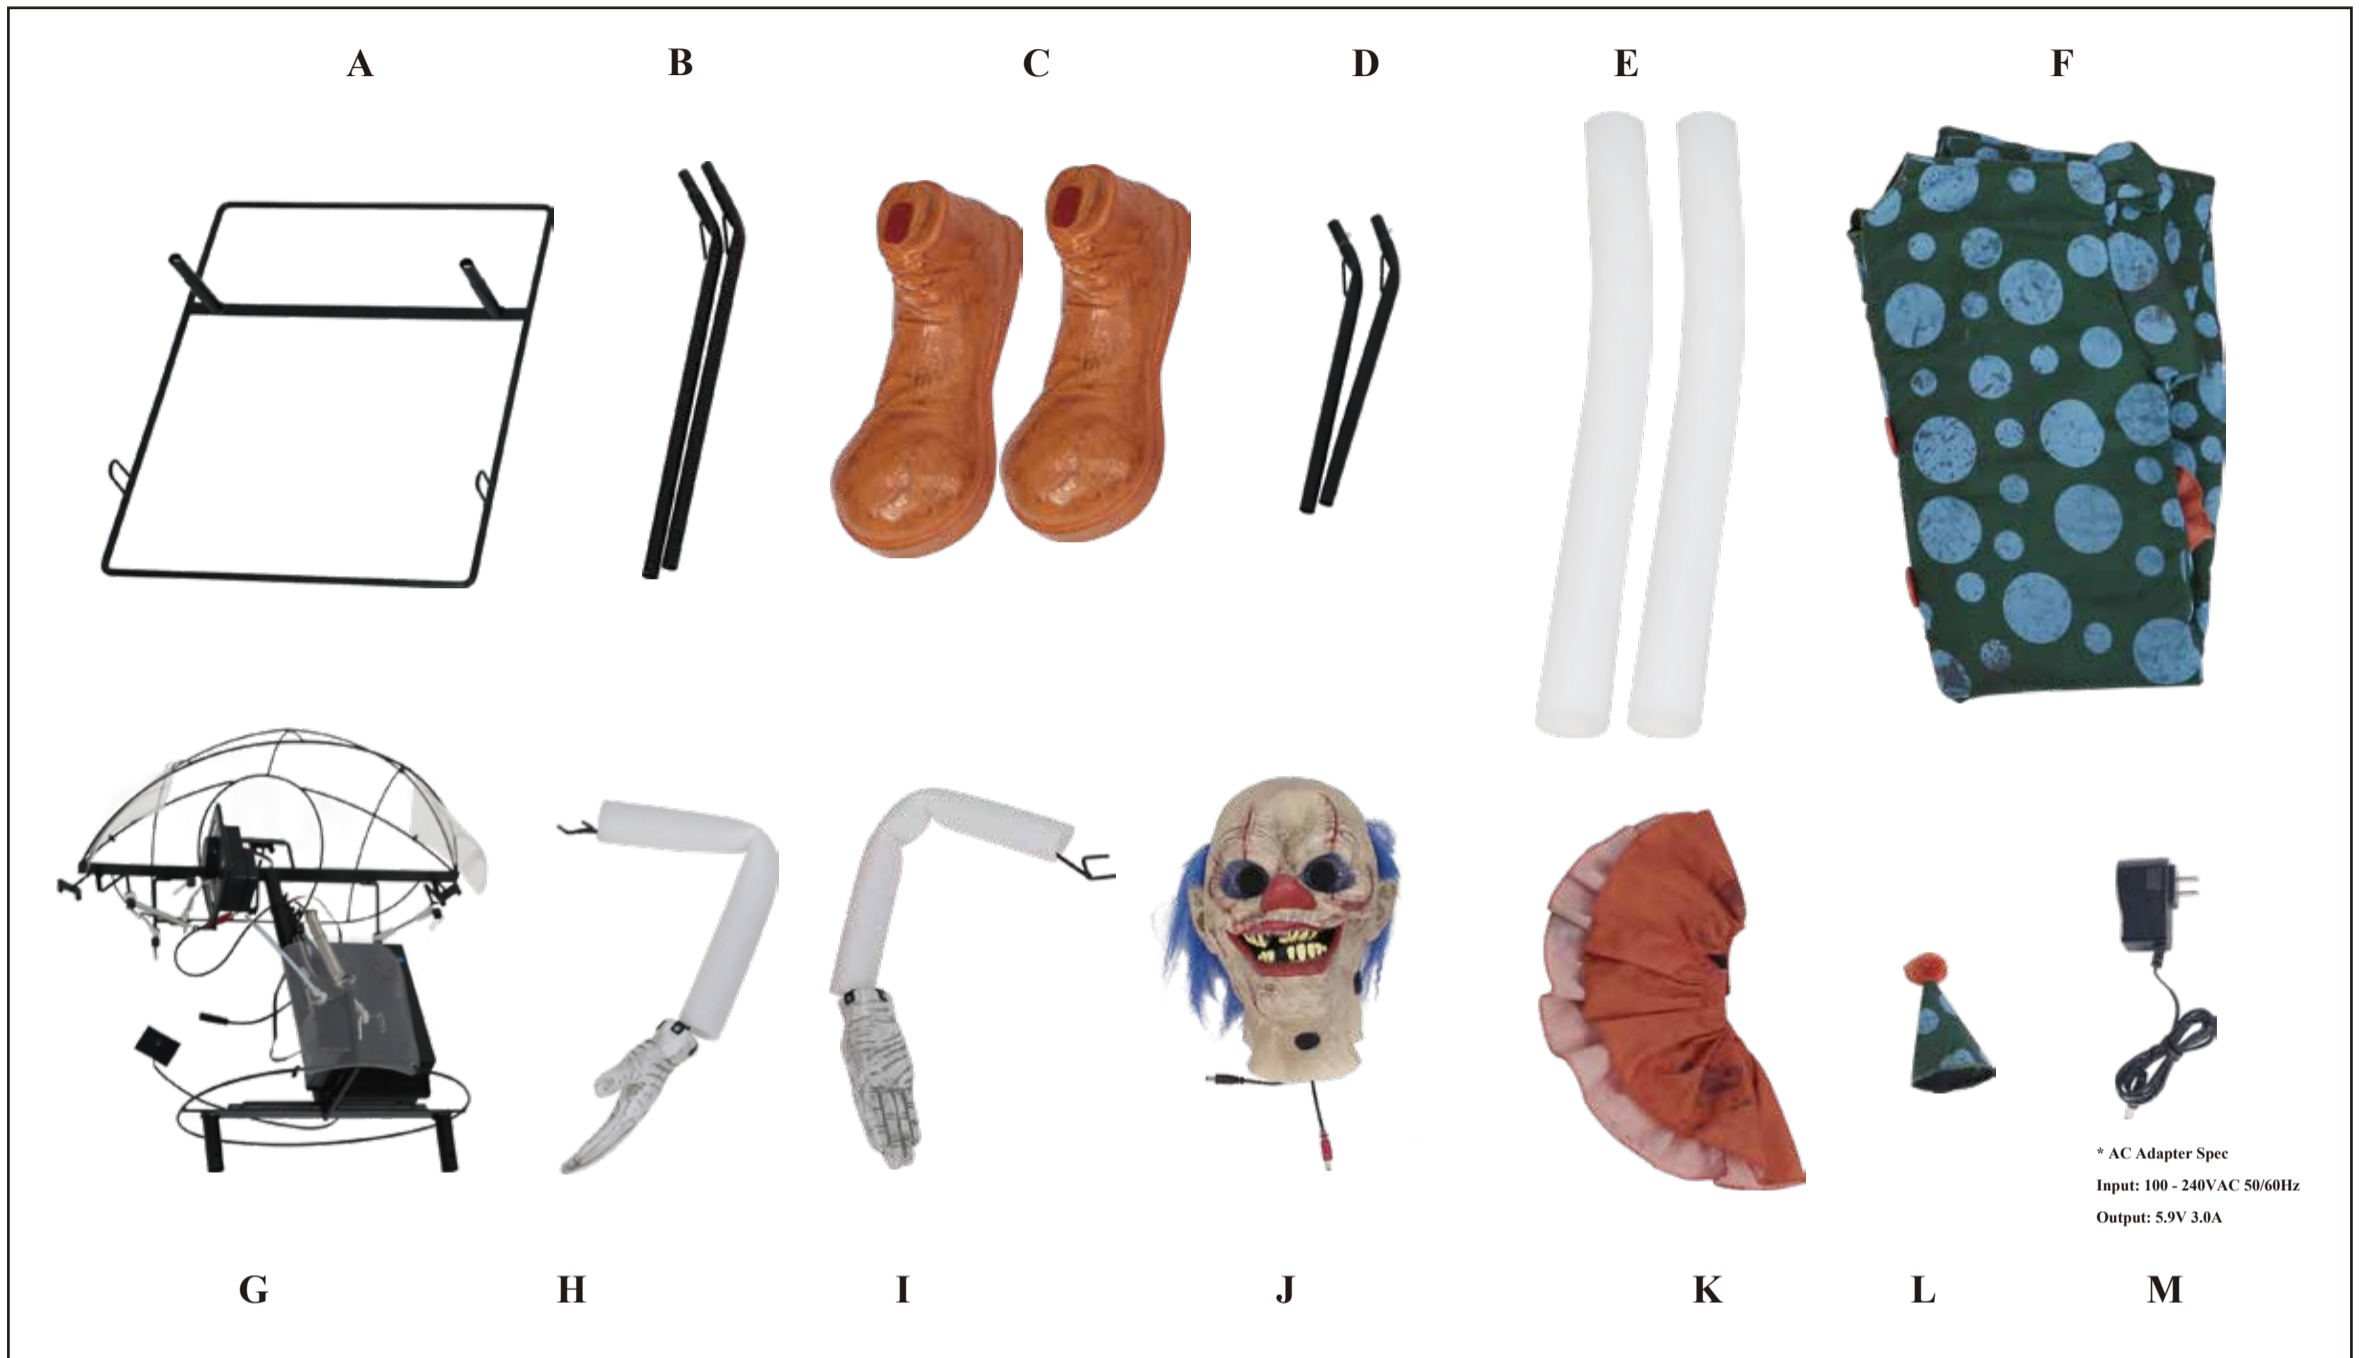 A B C D E F
* AC Adapter Spec
Input: 100 - 240VAC 50/60Hz
Output: 5.9V 3.0A
G H I J K L M